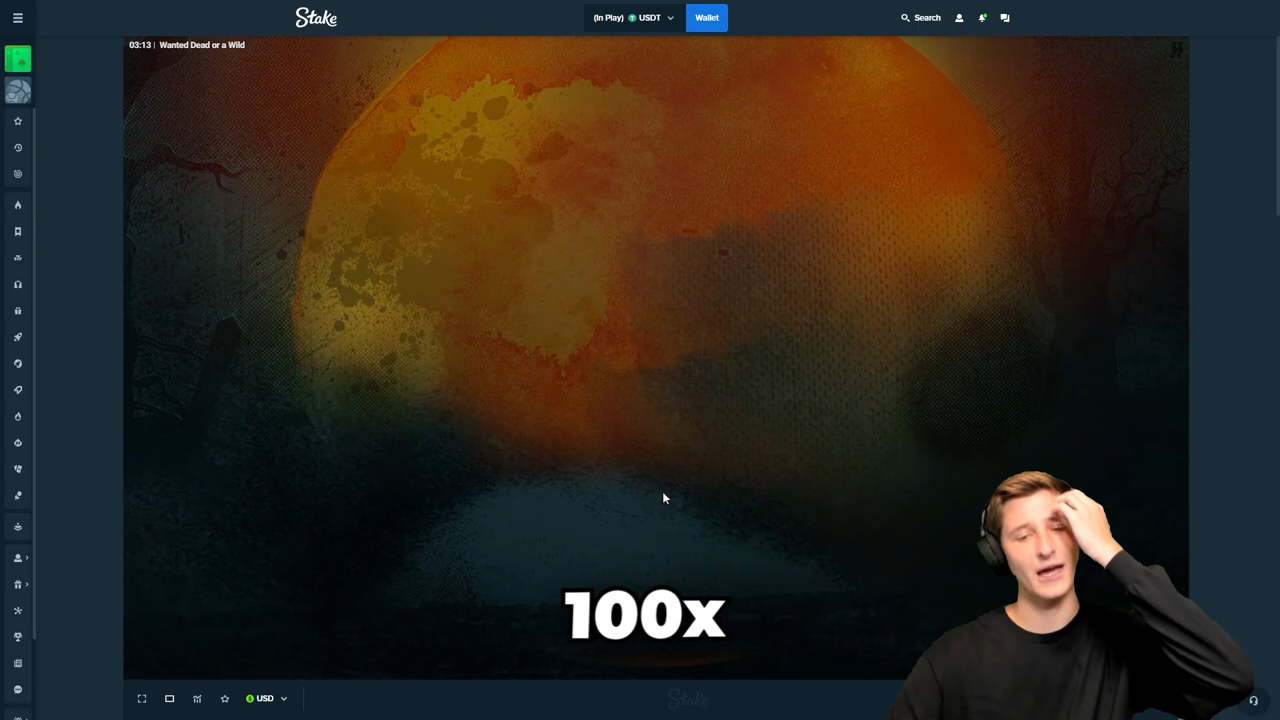 Stake
(In Play) USDT
Wallet
Search
03:13 | Wanted Dead or a Wild
100x
USD
Stake